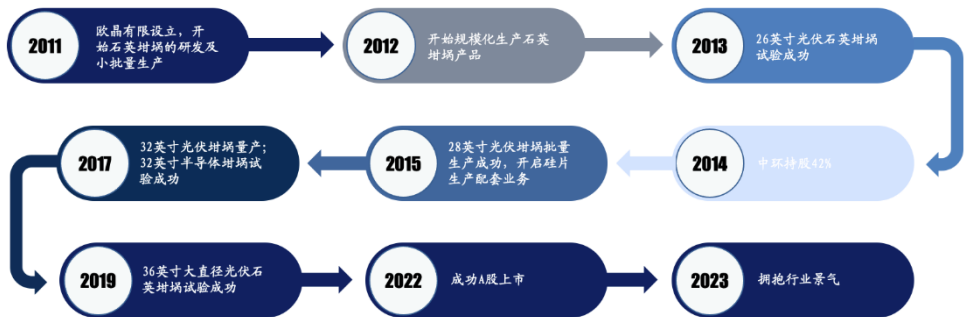 2011
欧晶有限设立，开
始石英坩埚的研发及
小批量生产
2012
开始规模化生产石英
坩埚产品
2013
26英寸光伏石英坩埚
试验成功
2014
中环持股42%
2015
28英寸光伏坩埚批量
生产成功，开启硅片
生产配套业务
2017
32英寸光伏坩埚量产；
32英寸半导体坩埚试
验成功
2019
36英寸大直径光伏石
英坩埚试验成功
2022
成功A股上市
2023
拥抱行业景气